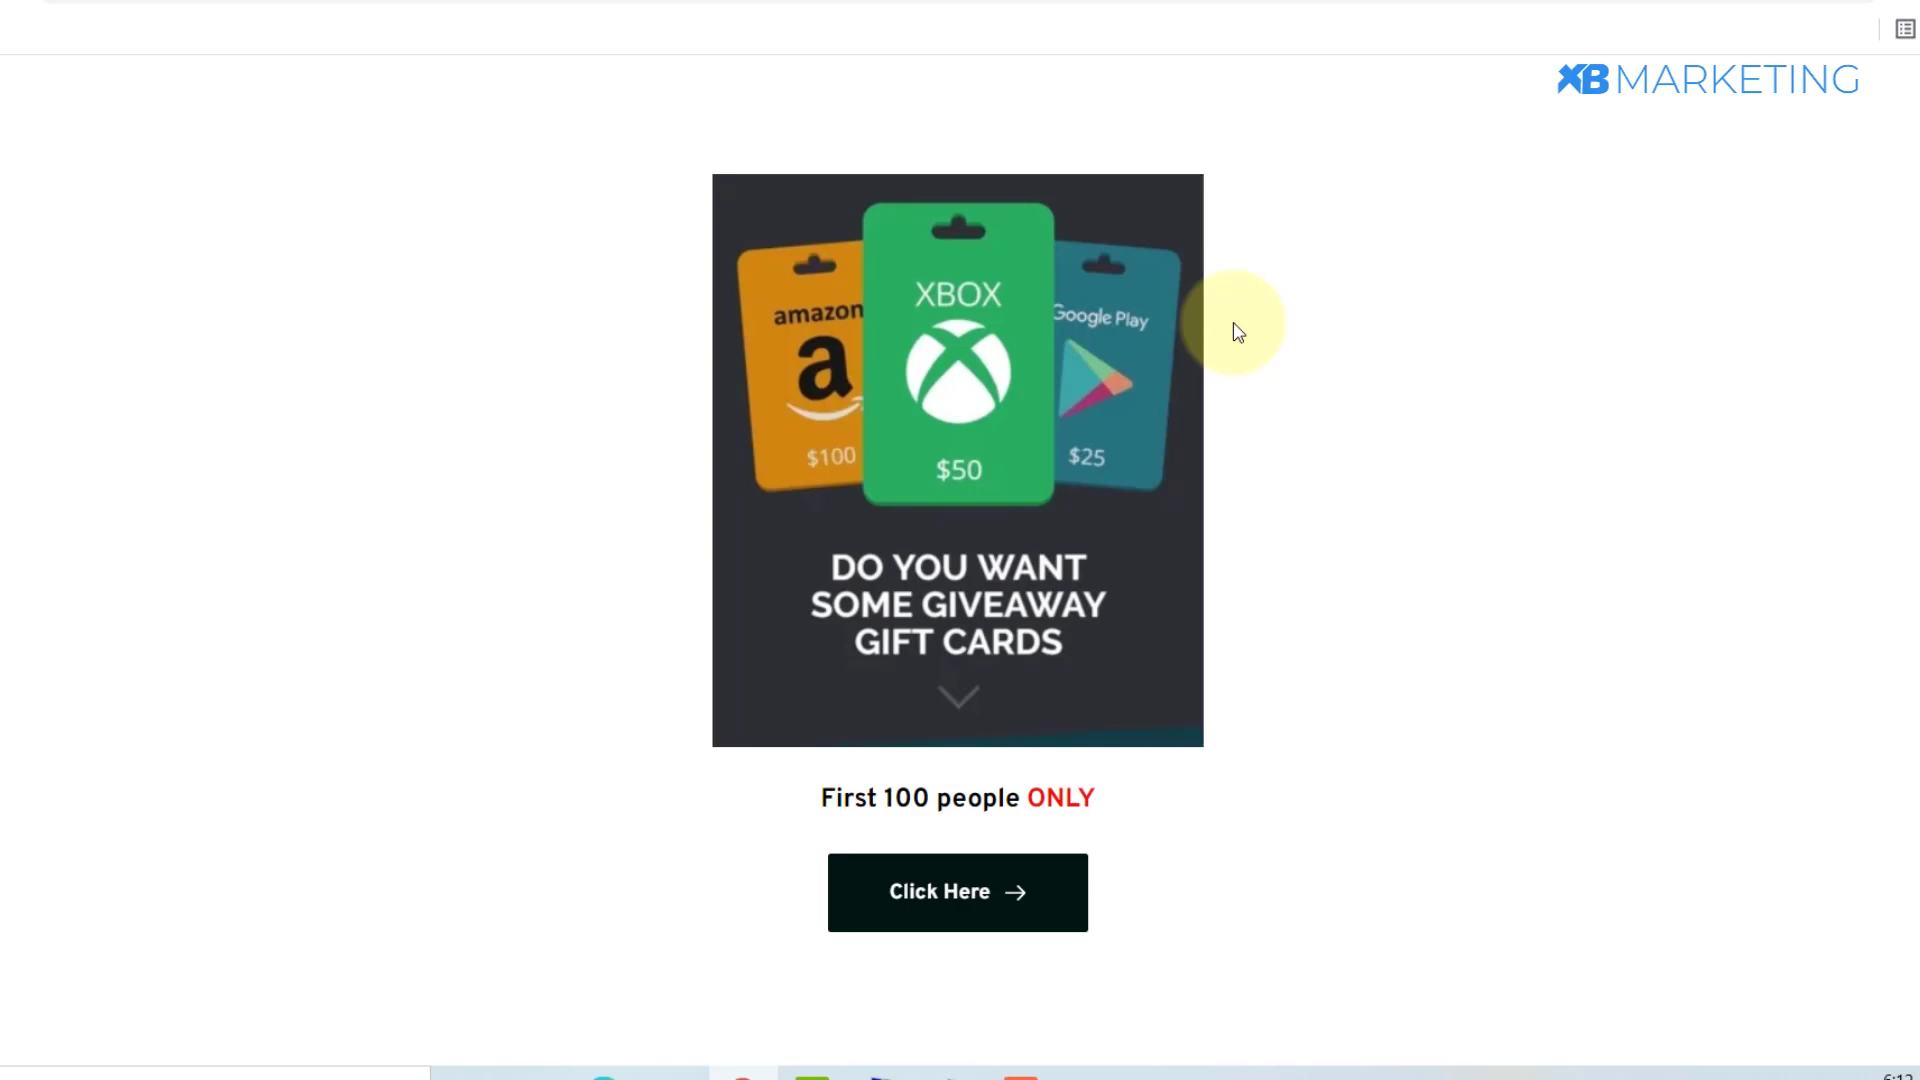 XB MARKETING
XBOX
amazon
Google Play
a
$100
$50
$25
DO YOU WANT
SOME GIVEAWAY
GIFT CARDS
First 100 people ONLY
Click Here →